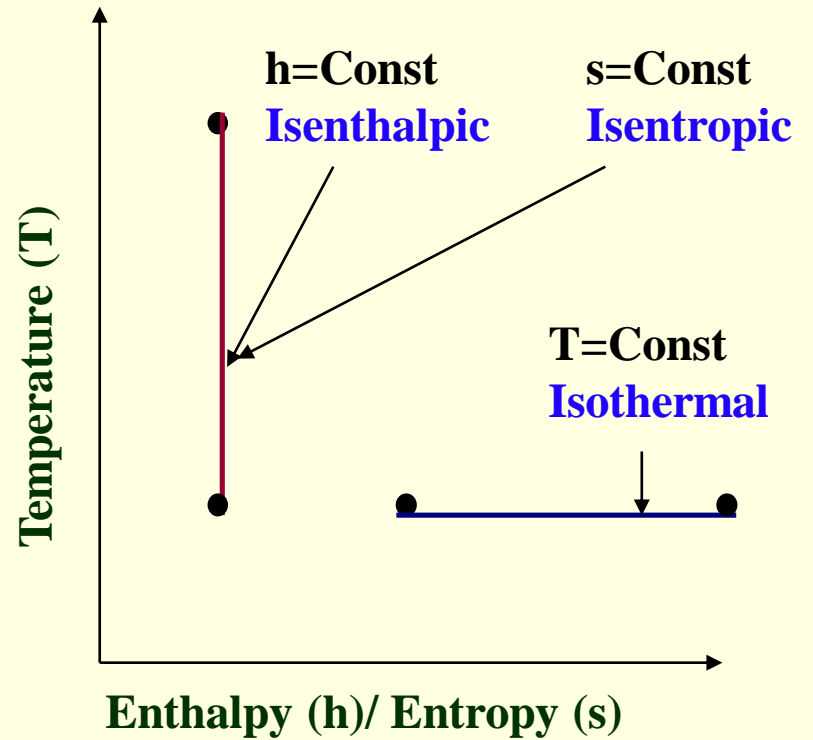 h=Const
Isenthalpic
s=Const
Isentropic
T=Const
Isothermal
Temperature (T)
Enthalpy (h)/ Entropy (s)